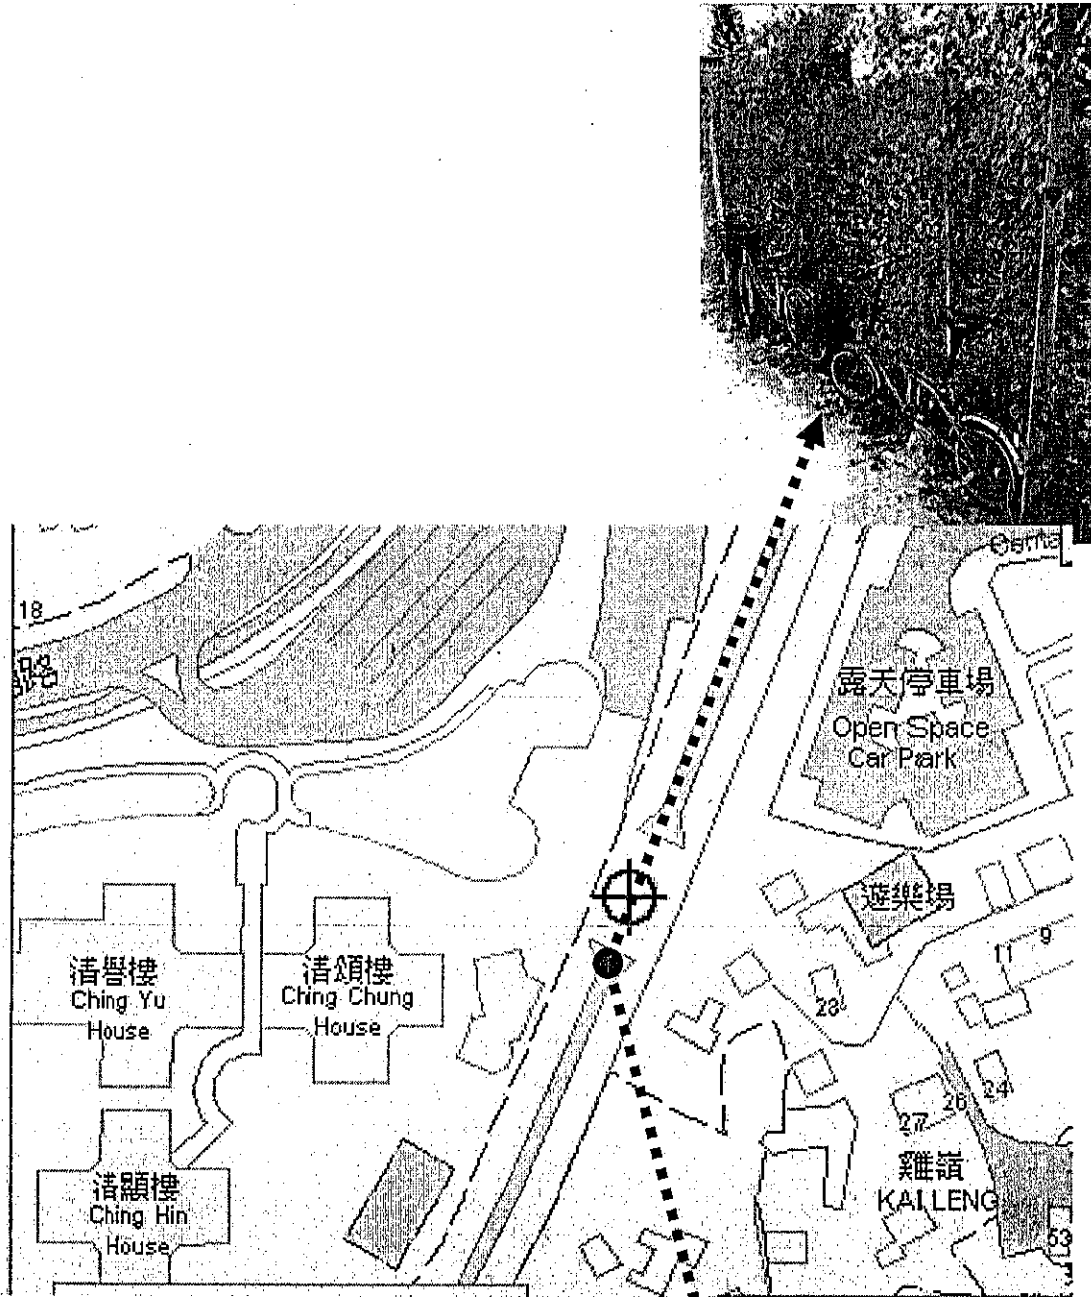 18
路
露天停車場
Open Space
Car Park
遊樂場
9
11
28
清譽樓
Ching Yu
House
清頌樓
Ching Chung
House
24
26
27
雞嶺
KAI LENG
清顯樓
Ching Hin
House
53